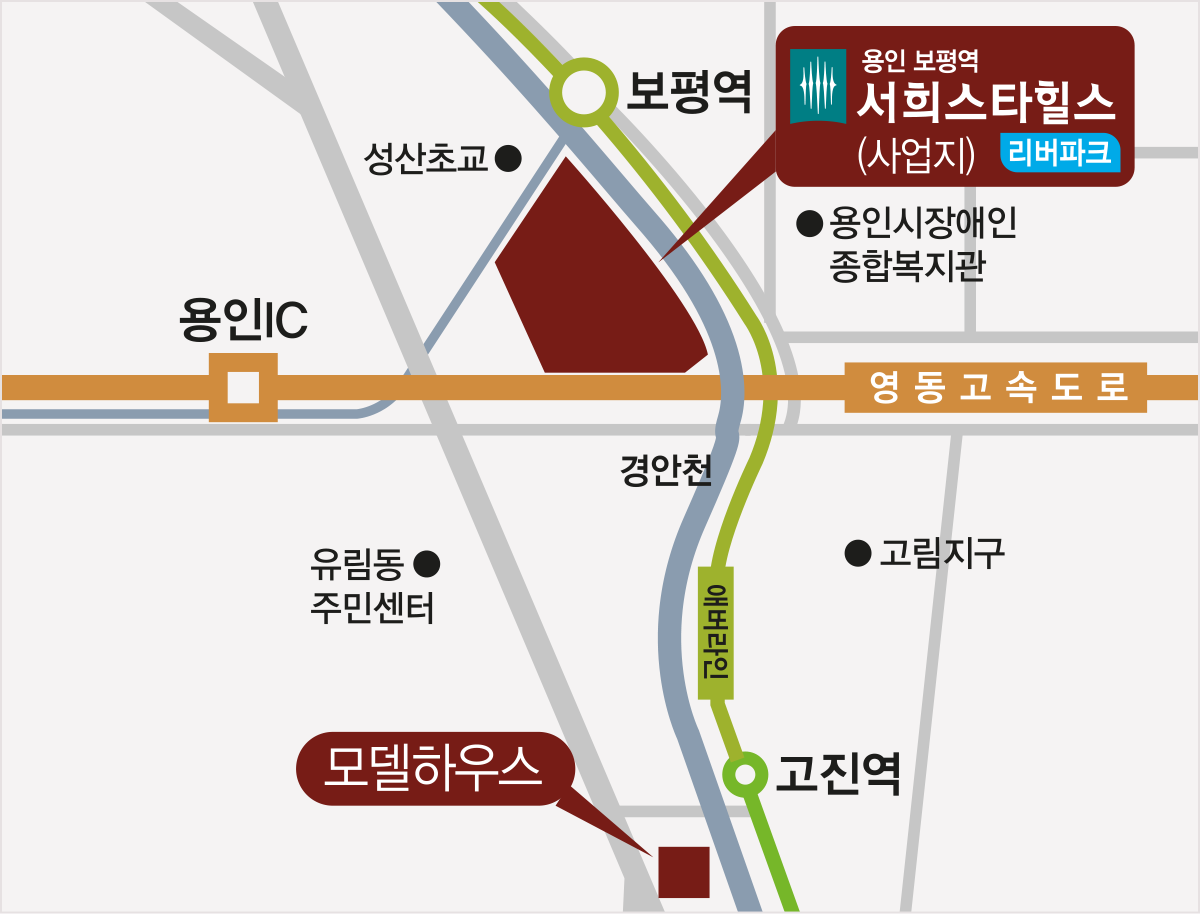 용인 보평역
서희스타힐스
(사업지) 리버파크
보평역
성산초교
용인시장애인
종합복지관
용인IC
영동고속도로
경안천
유림동
주민센터
고림지구
에버라인
모델하우스
고진역